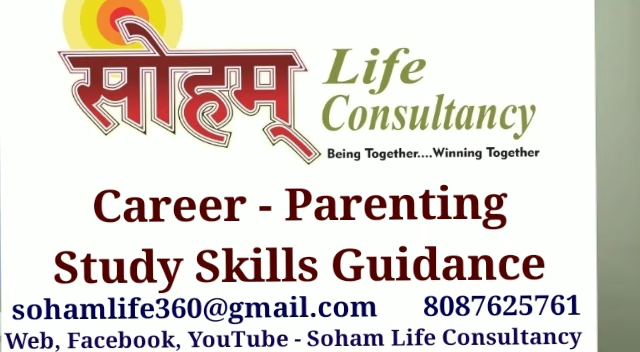 सोहम्
Life
Consultancy
Being Together....Winning Together
Career - Parenting
Study Skills Guidance
sohamlife360@gmail.com 8087625761
Web, Facebook, YouTube - Soham Life Consultancy